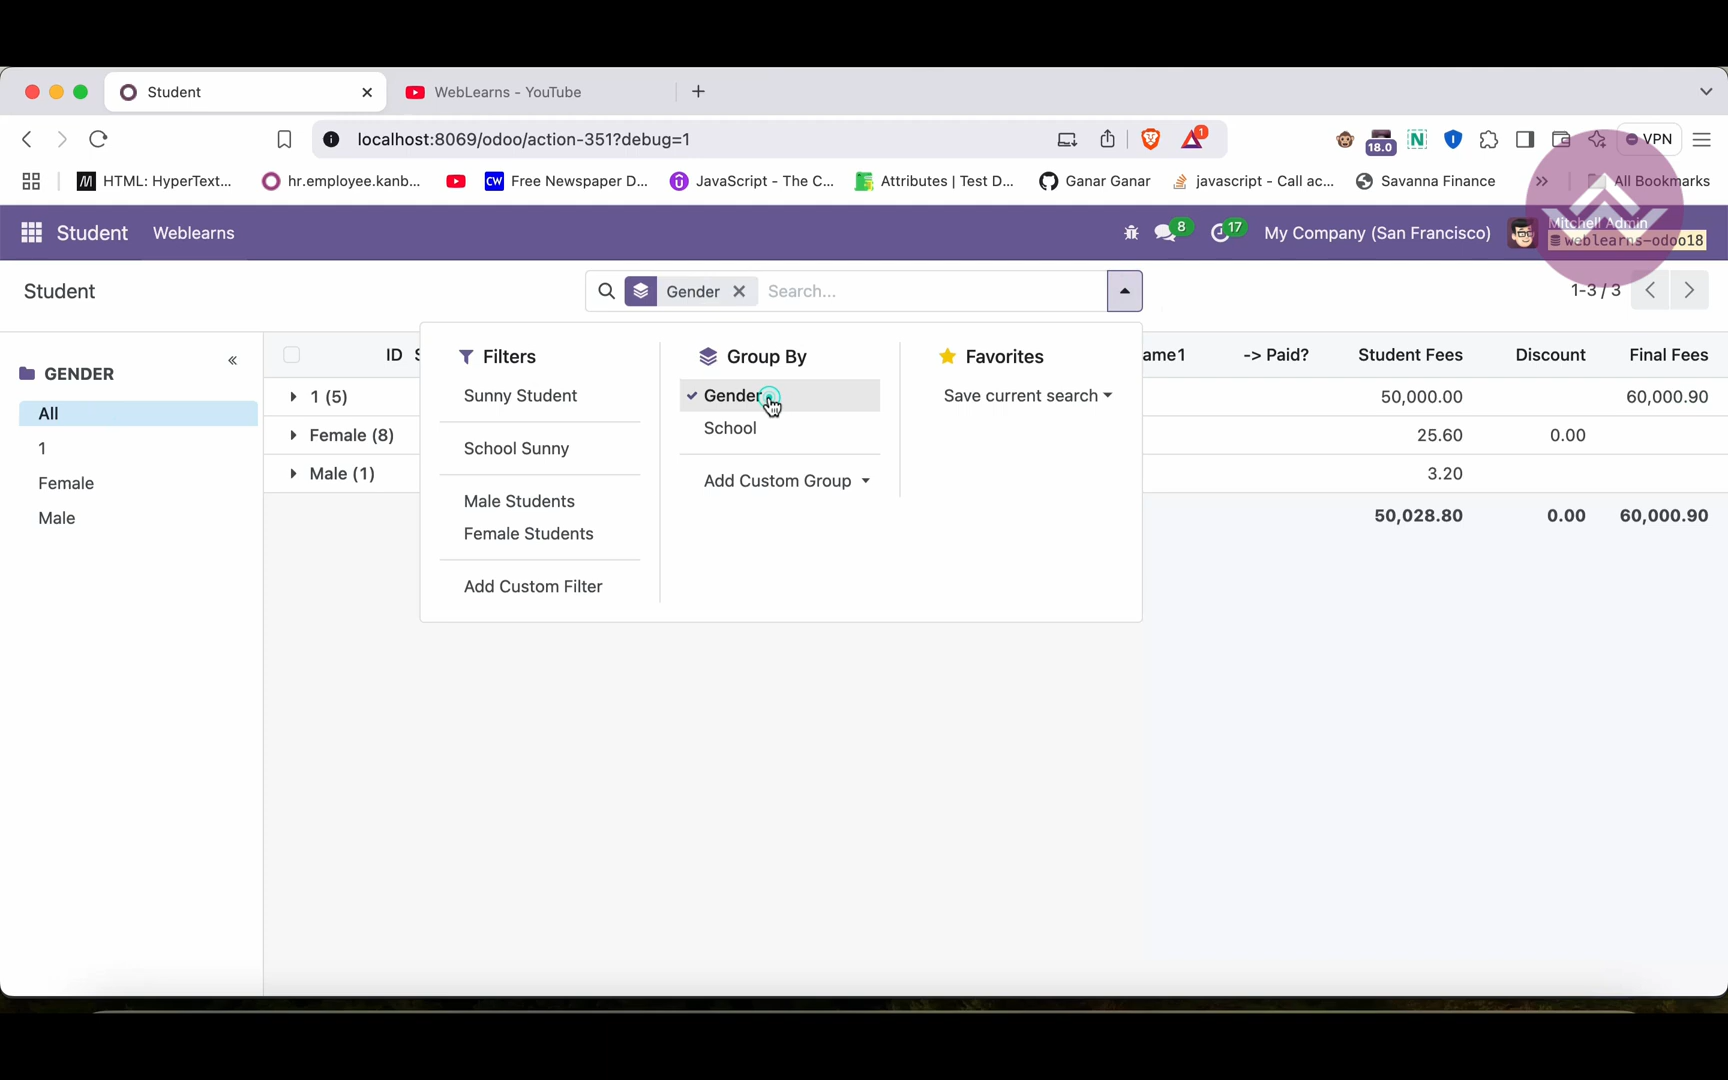 Student
WebLearns - YouTube
localhost:8069/odoo/action-351?debug=1
1
18.0
VPN
HTML: HyperText...
hr.employee.kanb...
Free Newspaper D...
JavaScript - The C...
Attributes | Test D...
Ganar Ganar
javascript - Call ac...
Savanna Finance
All Bookmarks
Student
Weblearns
8
17
My Company (San Francisco)
Mitchell Admin
weblearns-odoo18
Student
Gender
Search...
1-3 / 3
GENDER
All
1
Female
Male
ID
ame1
-> Paid?
Student Fees
Discount
Final Fees
1 (5)
50,000.00
60,000.90
Female (8)
25.60
0.00
Male (1)
3.20
50,028.80
0.00
60,000.90
Filters
Sunny Student
School Sunny
Male Students
Female Students
Add Custom Filter
Group By
Gender
School
Add Custom Group
Favorites
Save current search